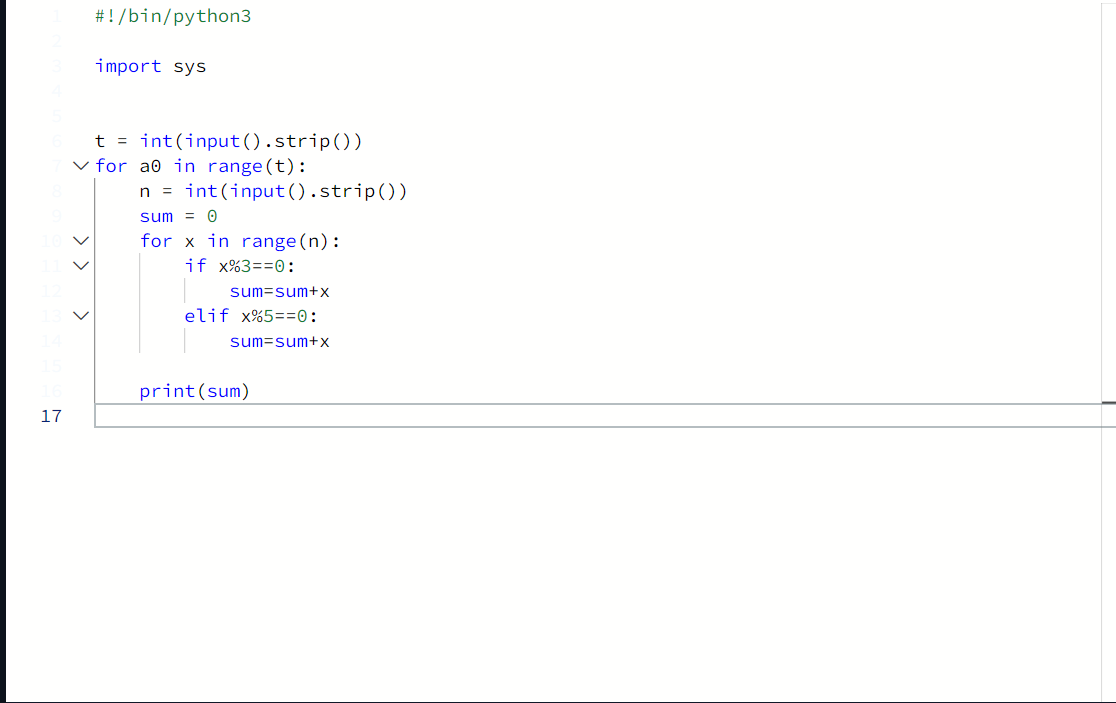 1 #!/bin/python3
2
3 import sys
4
5
6 t = int(input().strip())
7 for a0 in range(t):
8     n = int(input().strip())
9     sum = 0
10     for x in range(n):
11         if x%3==0:
12             sum=sum+x
13         elif x%5==0:
14             sum=sum+x
15
16     print(sum)
17